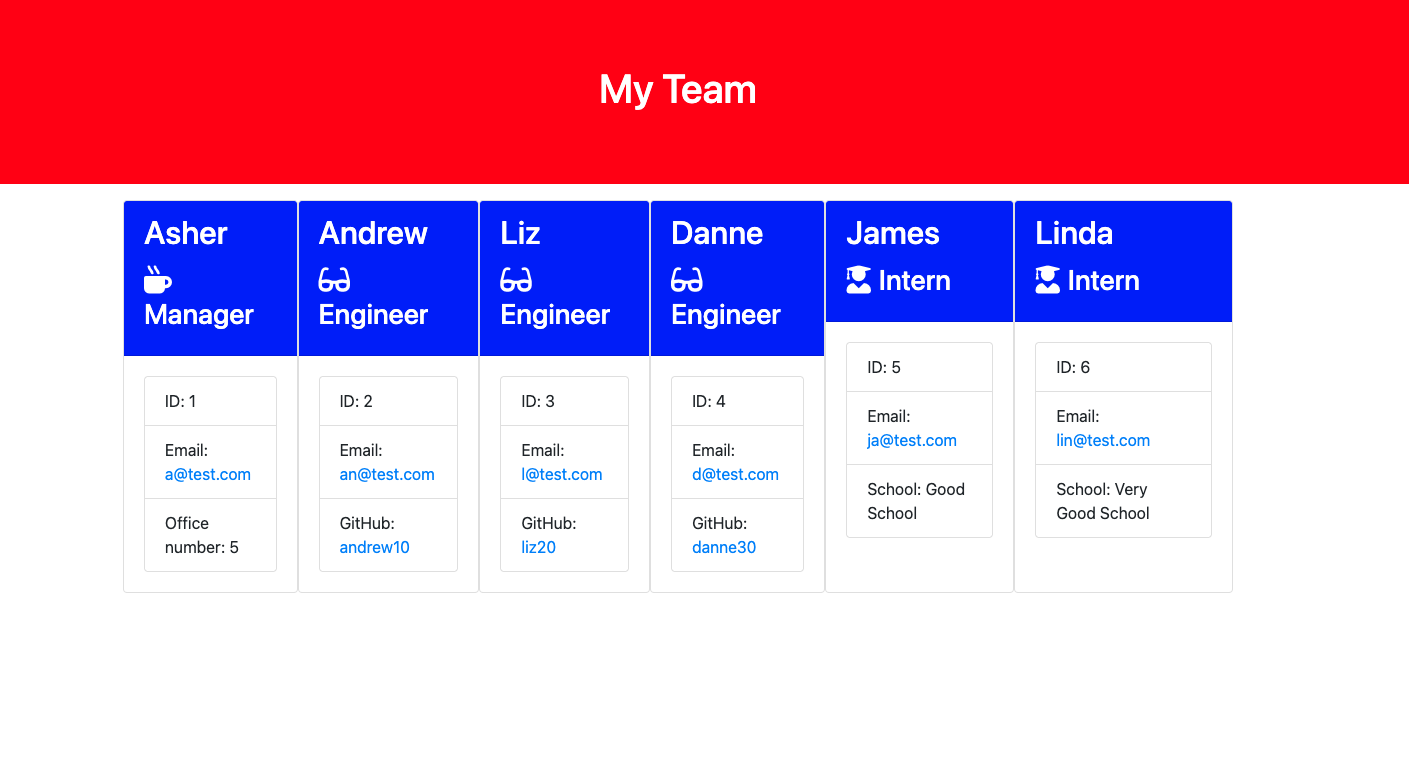 My Team
Asher
Manager
ID: 1
Email:
a@test.com
Office
number: 5
Andrew
Engineer
ID: 2
Email:
an@test.com
GitHub:
andrew10
Liz
Engineer
ID: 3
Email:
l@test.com
GitHub:
liz20
Danne
Engineer
ID: 4
Email:
d@test.com
GitHub:
danne30
James
Intern
ID: 5
Email:
ja@test.com
School: Good
School
Linda
Intern
ID: 6
Email:
lin@test.com
School: Very
Good School